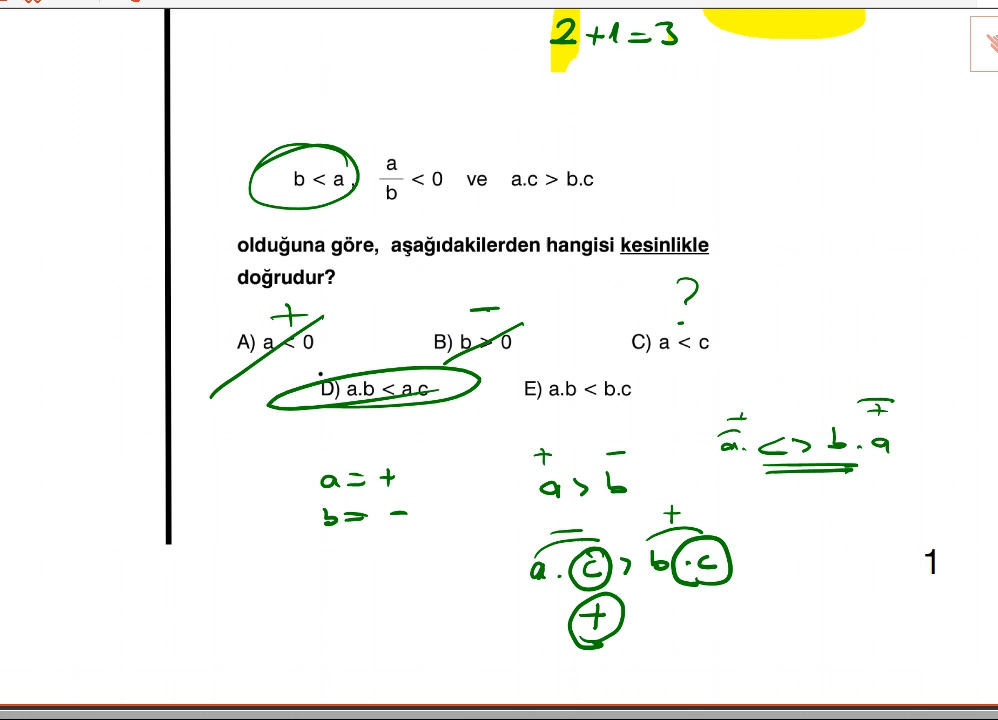 2 +1 = 3
b < a , a/b < 0 ve a.c > b.c
olduğuna göre, aşağıdakilerden hangisi kesinlikle
doğrudur?
+ − ?
A) a < 0 B) b > 0 C) a < c
D) a.b < a.c E) a.b < b.c
+ +
a. < > b . a
a = + + −
a > b
b = −
− +
a . c > b . c
+
1